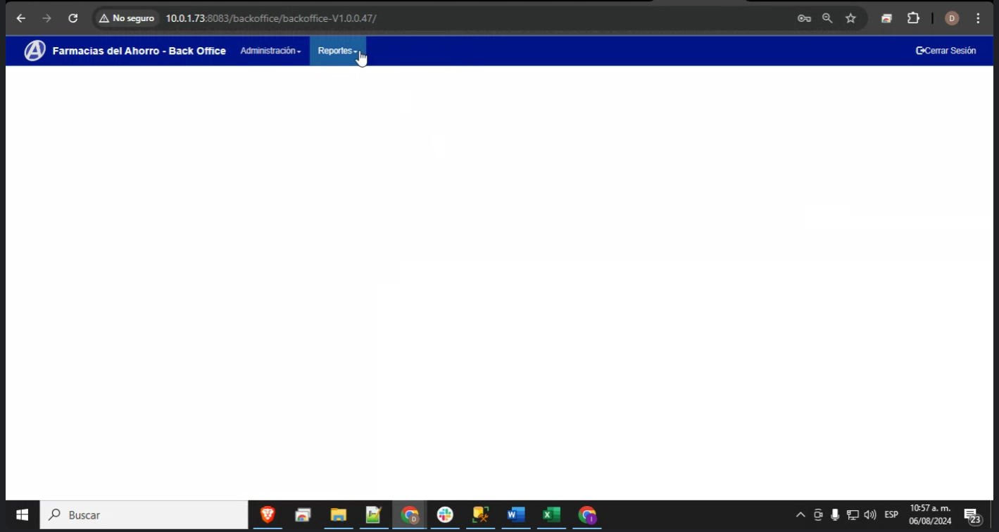 No seguro 10.0.1.73:8083/backoffice/backoffice-V1.0.0.47/
D
Farmacias del Ahorro - Back Office Administración Reportes Cerrar Sesión
Buscar
ESP
10:57 a. m.
06/08/2024
23